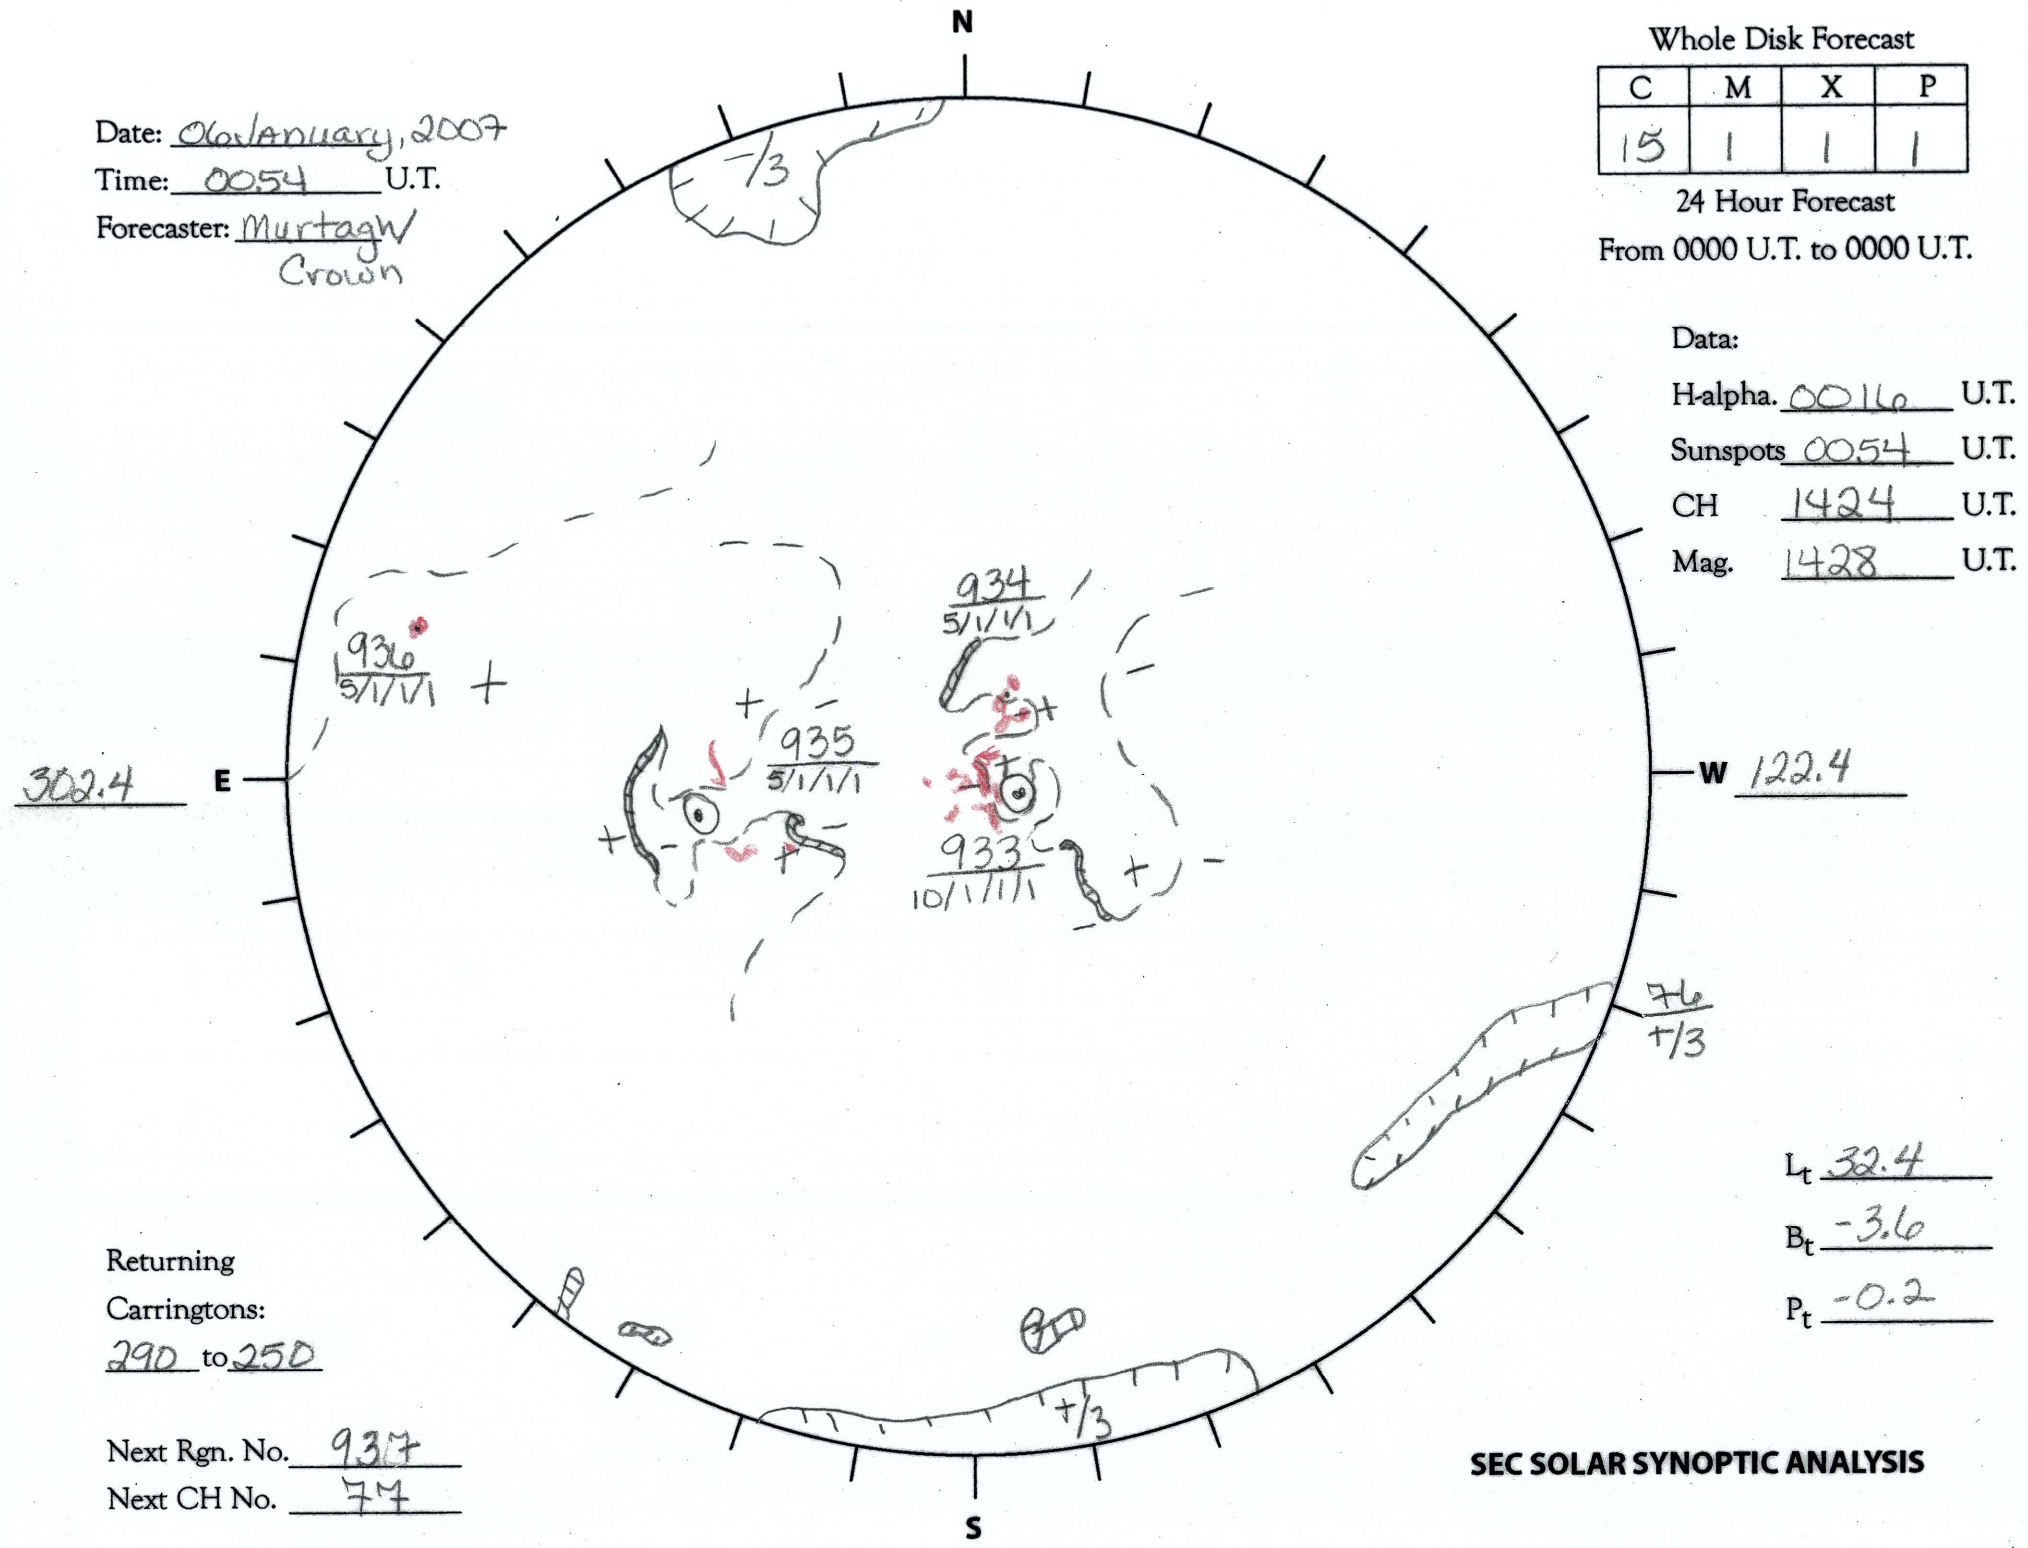 N
Whole Disk Forecast
C M X P
15 1 1 1
24 Hour Forecast
From 0000 U.T. to 0000 U.T.
Date: 06 January, 2007
Time: 0054 U.T.
Forecaster: Murtagh/
Crown
-/3
Data:
H-alpha. 0016 U.T.
Sunspots 0054 U.T.
CH 1424 U.T.
Mag. 1428 U.T.
934
5/1/1/1
936
5/1/1/1
+
+
-
-
+
935
5/1/1/1
302.4 E
W 122.4
+
-
+
-
-
+
933
10/1/1/1
+
-
-
76
+/3
Lt 32.4
Bt -3.6
Pt -0.2
Returning
Carringtons:
290 to 250
+/3
Next Rgn. No. 937
Next CH No. 77
SEC SOLAR SYNOPTIC ANALYSIS
S